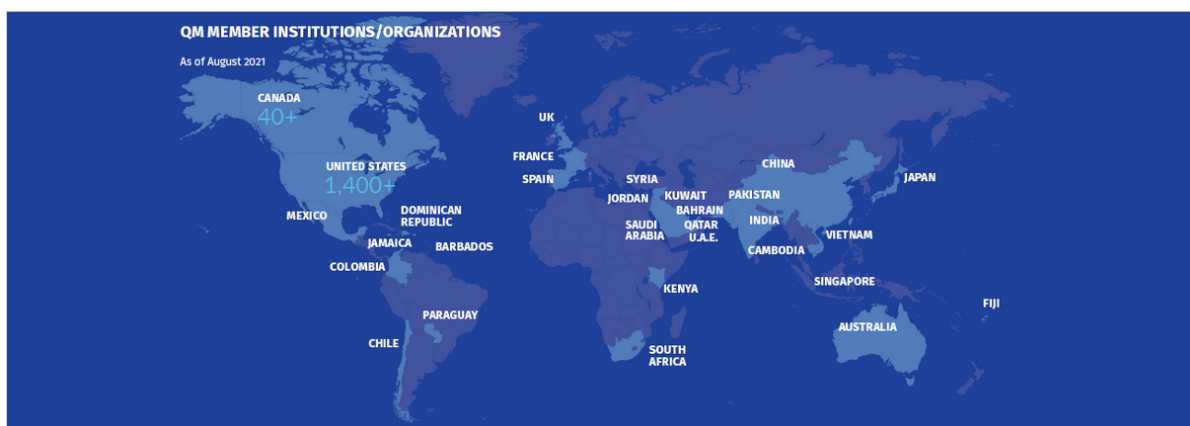 QM MEMBER INSTITUTIONS/ORGANIZATIONS
As of August 2021
CANADA
40+
UNITED STATES
1,400+
MEXICO
DOMINICAN
REPUBLIC
JAMAICA
BARBADOS
COLOMBIA
PARAGUAY
CHILE
UK
FRANCE
SPAIN
SYRIA
JORDAN
KUWAIT
BAHRAIN
SAUDI
ARABIA
QATAR
U.A.E.
KENYA
SOUTH
AFRICA
CHINA
PAKISTAN
INDIA
JAPAN
VIETNAM
CAMBODIA
SINGAPORE
FIJI
AUSTRALIA